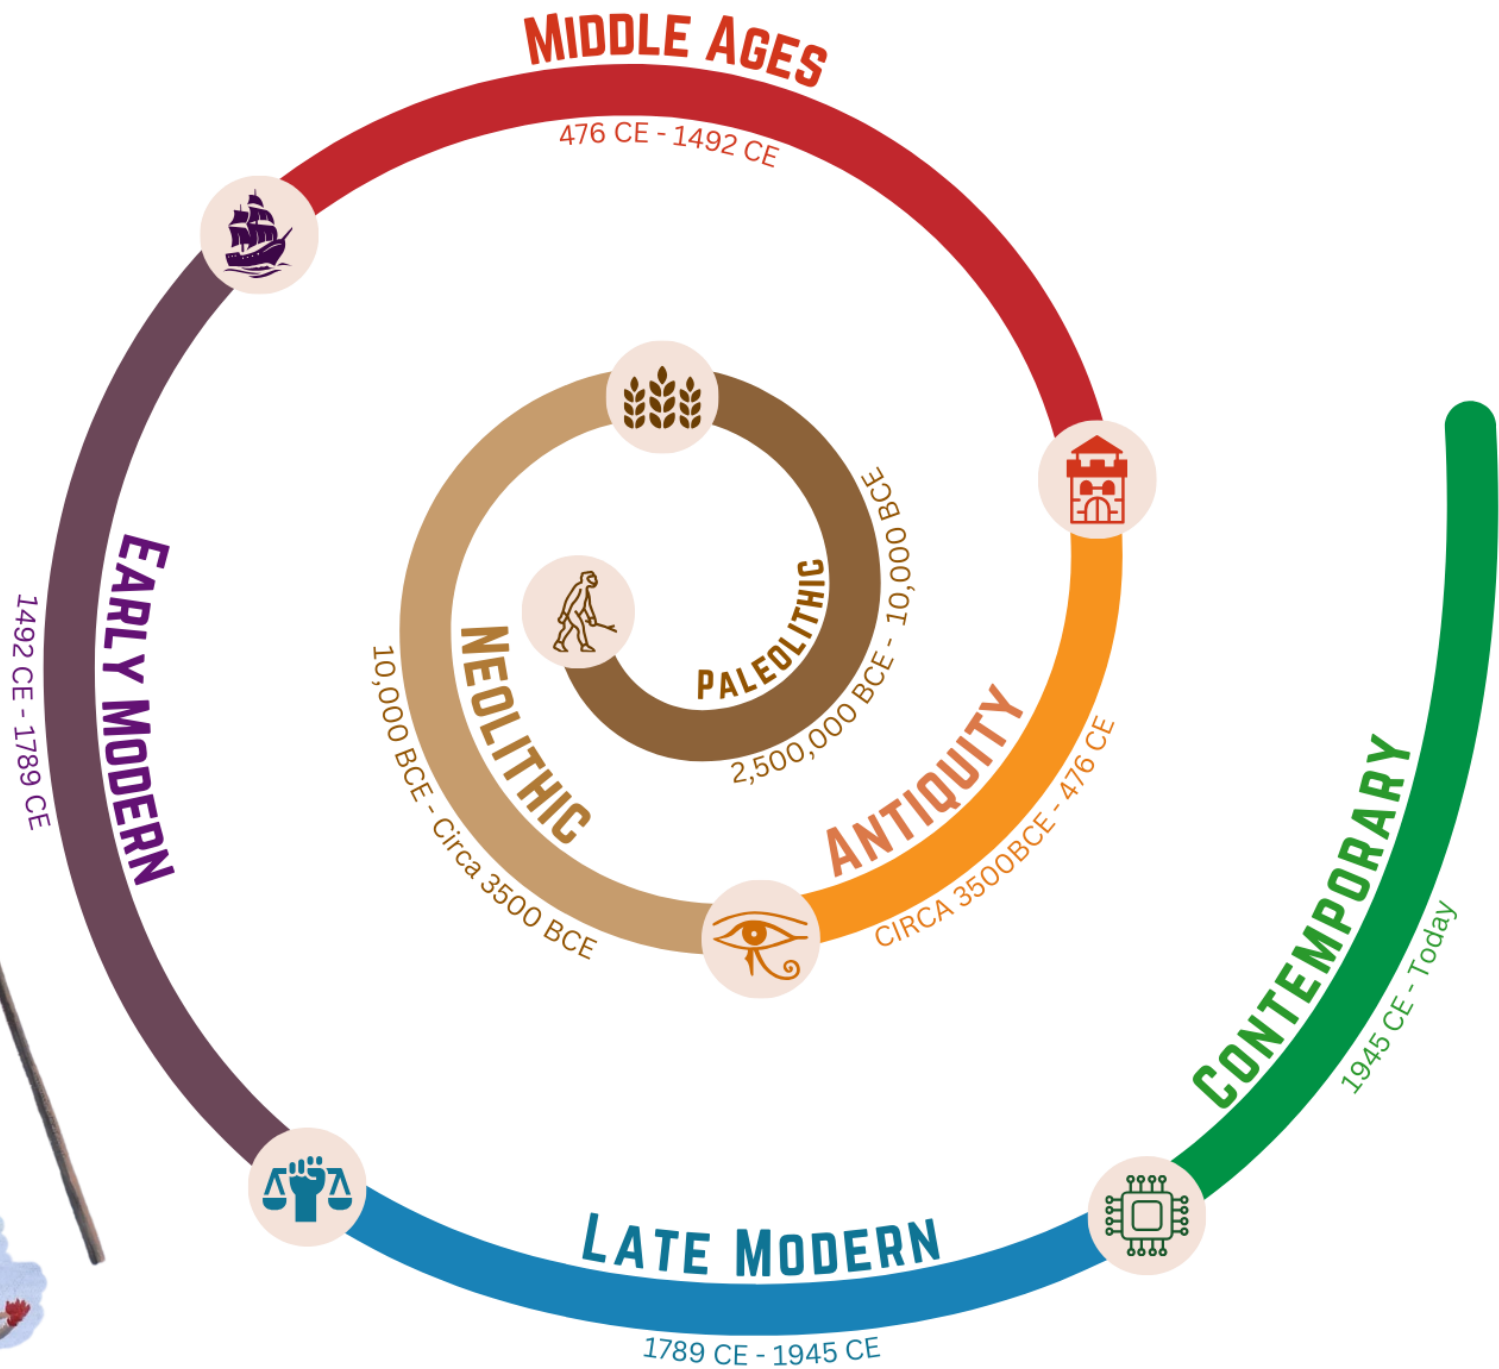 PALEOLITHIC
2,500,000 BCE - 10,000 BCE
NEOLITHIC
10,000 BCE - Circa 3500 BCE
ANTIQUITY
CIRCA 3500BCE - 476 CE
MIDDLE AGES
476 CE - 1492 CE
EARLY MODERN
1492 CE - 1789 CE
LATE MODERN
1789 CE - 1945 CE
CONTEMPORARY
1945 CE - Today